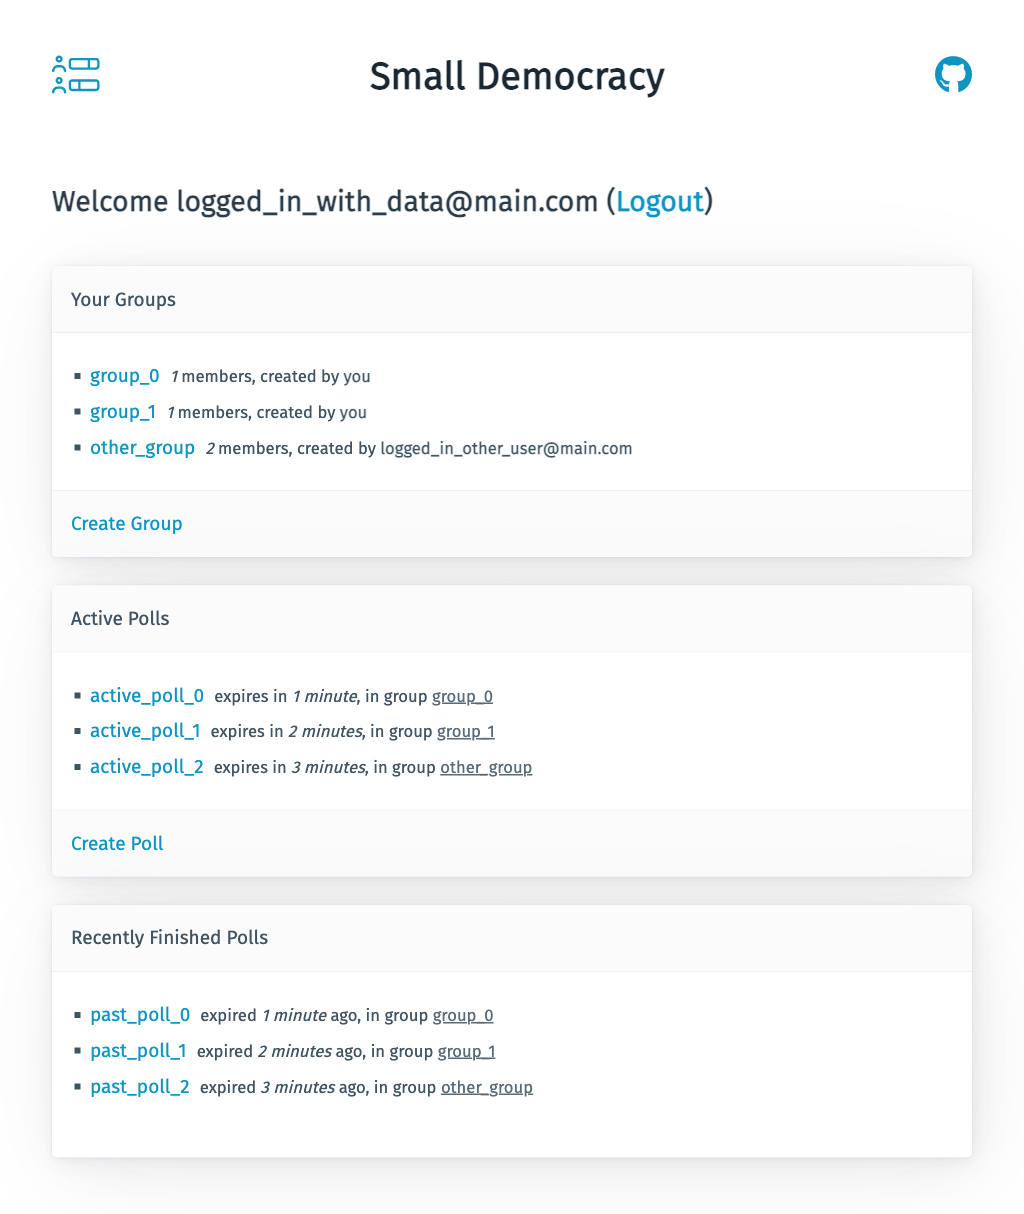 Small Democracy
Welcome logged_in_with_data@main.com (Logout)
Your Groups
group_0 1 members, created by you
group_1 1 members, created by you
other_group 2 members, created by logged_in_other_user@main.com
Create Group
Active Polls
active_poll_0 expires in 1 minute, in group group_0
active_poll_1 expires in 2 minutes, in group group_1
active_poll_2 expires in 3 minutes, in group other_group
Create Poll
Recently Finished Polls
past_poll_0 expired 1 minute ago, in group group_0
past_poll_1 expired 2 minutes ago, in group group_1
past_poll_2 expired 3 minutes ago, in group other_group